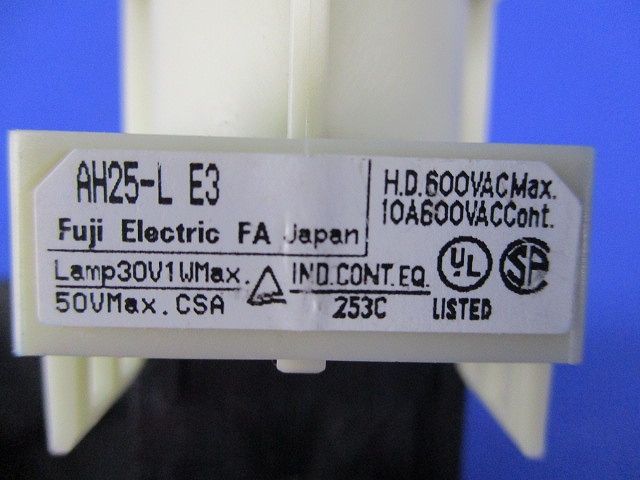 AH25-L E3
Fuji Electric FA Japan
H.D.600VACMax.
10A600VACCont.
Lamp30V1WMax.
50VMax.CSA
IND.CONT.EQ.
253C
UL
LISTED
SP